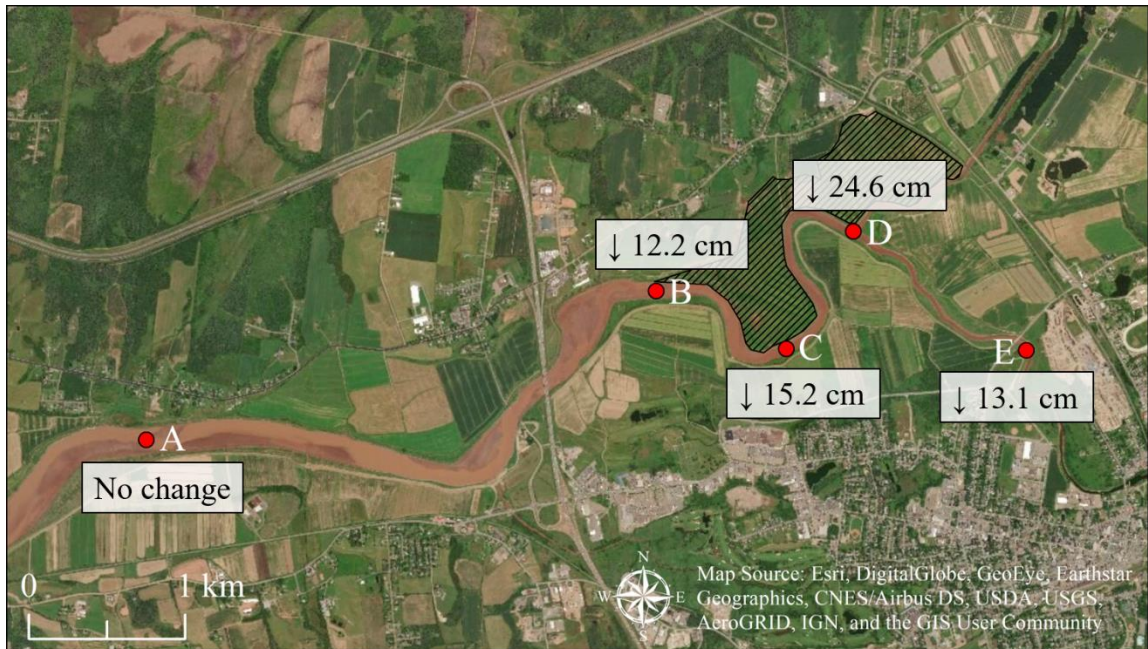 ↓ 24.6 cm
D
↓ 12.2 cm
B
C
E
↓ 15.2 cm
↓ 13.1 cm
A
No change
0
1 km
N
W
E
S
Map Source: Esri, DigitalGlobe, GeoEye, Earthstar
Geographics, CNES/Airbus DS, USDA, USGS,
AeroGRID, IGN, and the GIS User Community